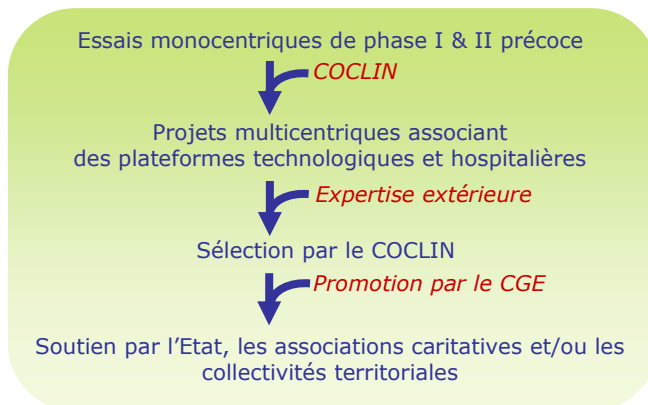 Essais monocentriques de phase I & II précoce
COCLIN
Projets multicentriques associant
des plateformes technologiques et hospitalières
Expertise extérieure
Sélection par le COCLIN
Promotion par le CGE
Soutien par l'Etat, les associations caritatives et/ou les
collectivités territoriales